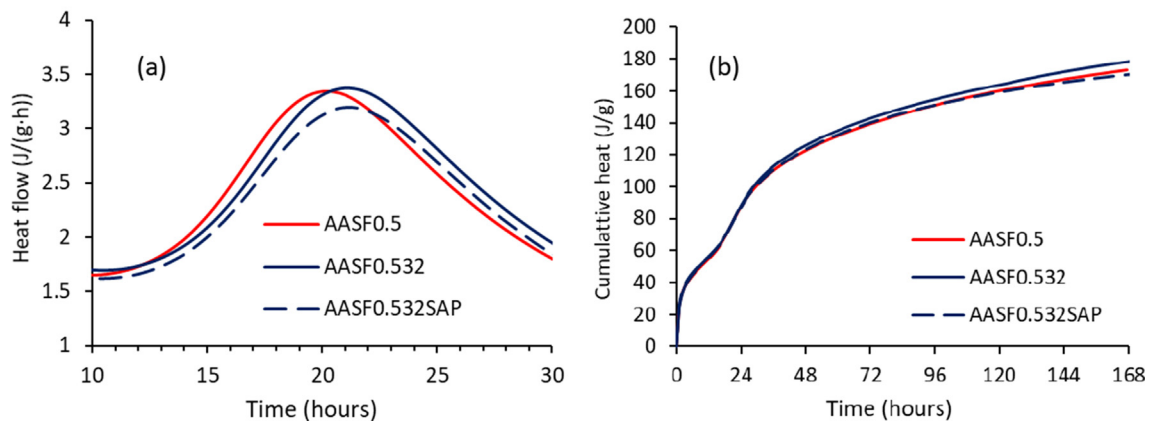 (a)
Heat flow (J/(g·h))
4
3.5
3
2.5
2
1.5
1
AASF0.5
AASF0.532
AASF0.532SAP
10
15
20
25
30
Time (hours)
(b)
Cumulattive heat (J/g)
200
180
160
140
120
100
80
60
40
20
0
AASF0.5
AASF0.532
AASF0.532SAP
0
24
48
72
96
120
144
168
Time (hours)